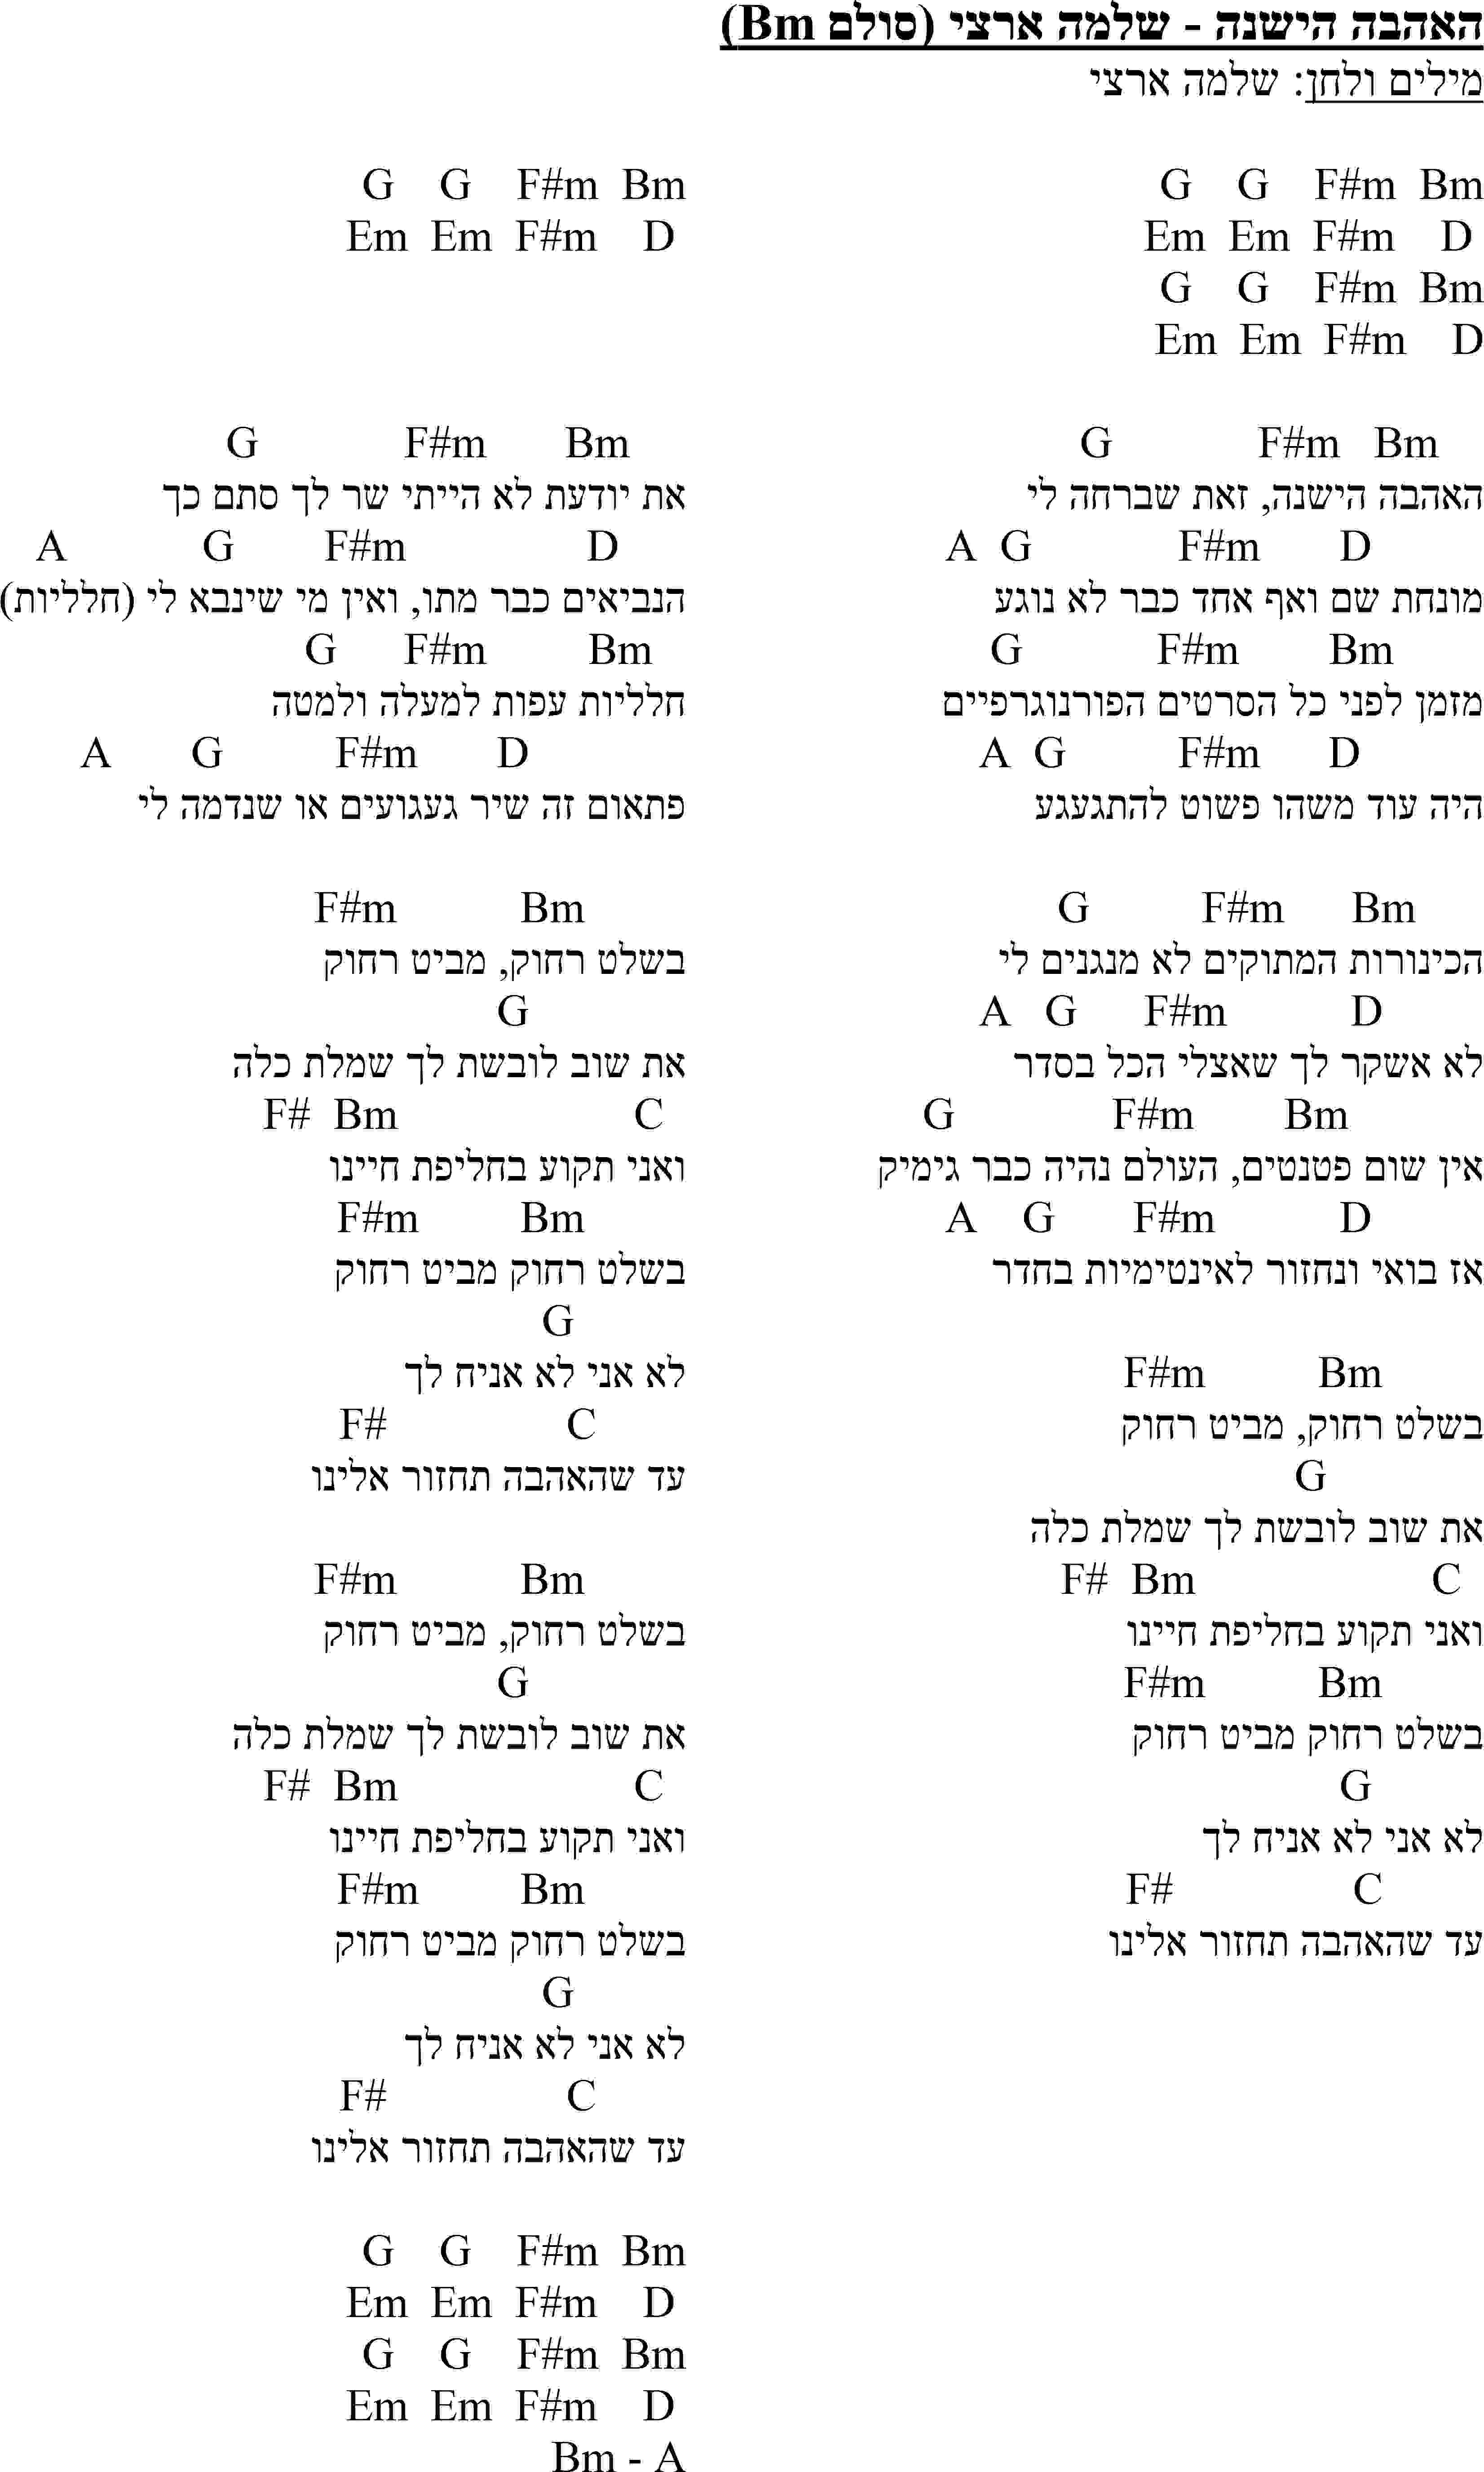 האהבה הישנה - שלמה ארצי (סולם Bm)
מילים ולחן: שלמה ארצי
G G F#m Bm
Em Em F#m D
G G F#m Bm
Em Em F#m D
G F#m Bm
האהבה הישנה, זאת שברחה לי
A G F#m D
מונחת שם ואף אחד כבר לא נוגע
G F#m Bm
מזמן לפני כל הסרטים הפורנוגרפיים
A G F#m D
היה עוד משהו פשוט להתגעגע
G F#m Bm
הכינורות המתוקים לא מנגנים לי
A G F#m D
לא אשקר לך שאצלי הכל בסדר
G F#m Bm
אין שום פטנטים, העולם נהיה כבר גימיק
A G F#m D
אז בואי ונחזור לאינטימיות בחדר
F#m Bm
בשלט רחוק, מביט רחוק
G
את שוב לובשת לך שמלת כלה
F# Bm C
ואני תקוע בחליפת חיינו
F#m Bm
בשלט רחוק מביט רחוק
G
לא אני לא אניח לך
F# C
עד שהאהבה תחזור אלינו
G G F#m Bm
Em Em F#m D
G F#m Bm
את יודעת לא הייתי שר לך סתם כך
A G F#m D
הנביאים כבר מתו, ואין מי שינבא לי (חלליות)
G F#m Bm
חלליות עפות למעלה ולמטה
A G F#m D
פתאום זה שיר געגועים או שנדמה לי
F#m Bm
בשלט רחוק, מביט רחוק
G
את שוב לובשת לך שמלת כלה
F# Bm C
ואני תקוע בחליפת חיינו
F#m Bm
בשלט רחוק מביט רחוק
G
לא אני לא אניח לך
F# C
עד שהאהבה תחזור אלינו
F#m Bm
בשלט רחוק, מביט רחוק
G
את שוב לובשת לך שמלת כלה
F# Bm C
ואני תקוע בחליפת חיינו
F#m Bm
בשלט רחוק מביט רחוק
G
לא אני לא אניח לך
F# C
עד שהאהבה תחזור אלינו
G G F#m Bm
Em Em F#m D
G G F#m Bm
Em Em F#m D
Bm - A